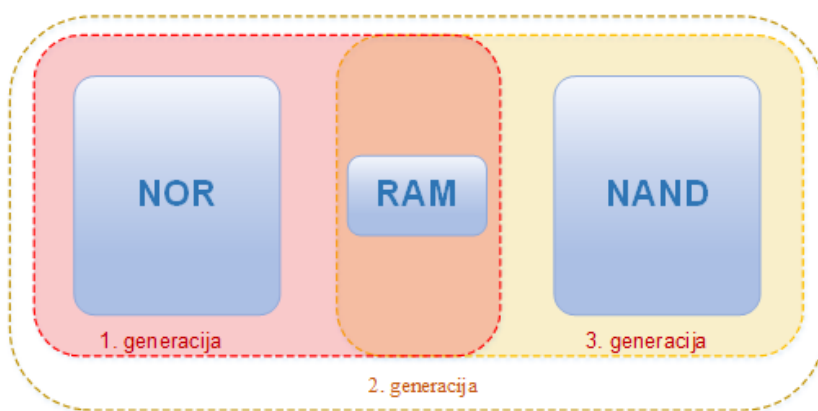 NOR
RAM
NAND
1. generacija
3. generacija
2. generacija